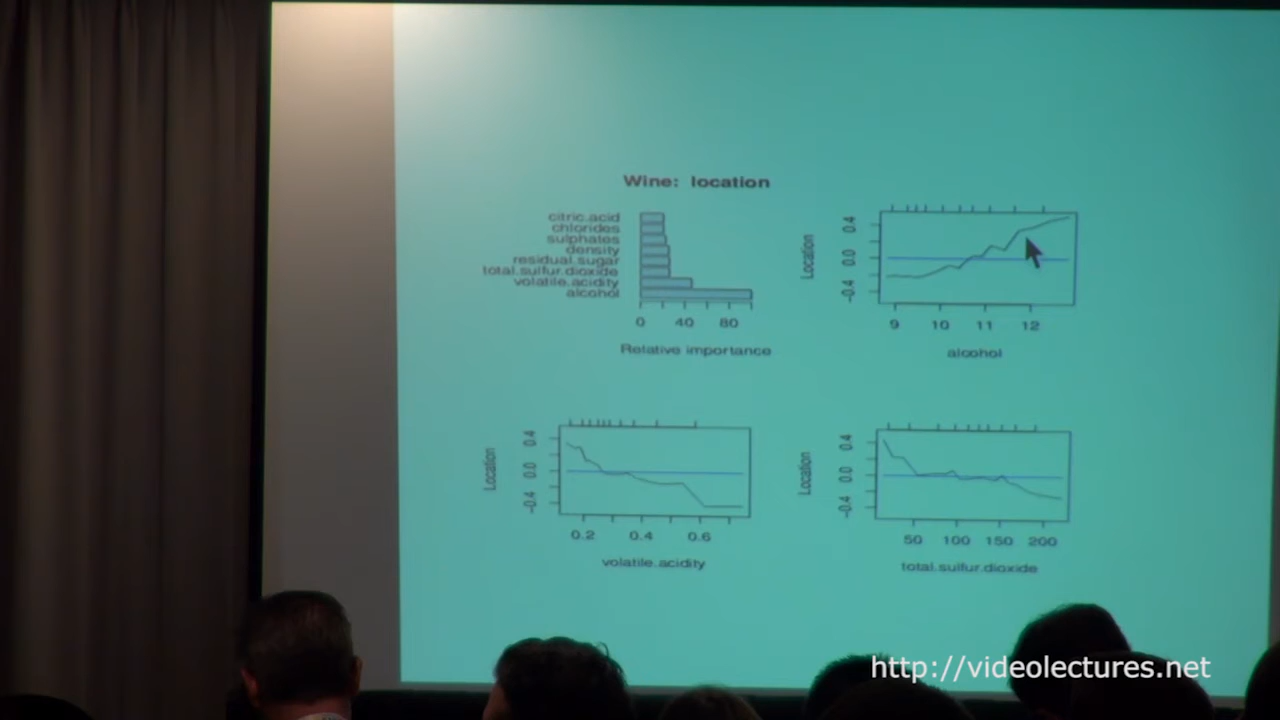 Wine: location
citric.acid
chlorides
sulphates
density
residual.sugar
total.sulfur.dioxide
volatile.acidity
alcohol
0 40 80
Relative importance
Location
0.4
0.0
-0.4
9 10 11 12
alcohol
Location
0.4
0.0
-0.4
0.2 0.4 0.6
volatile.acidity
Location
0.4
0.0
-0.4
50 100 150 200
total.sulfur.dioxide
http://videolectures.net